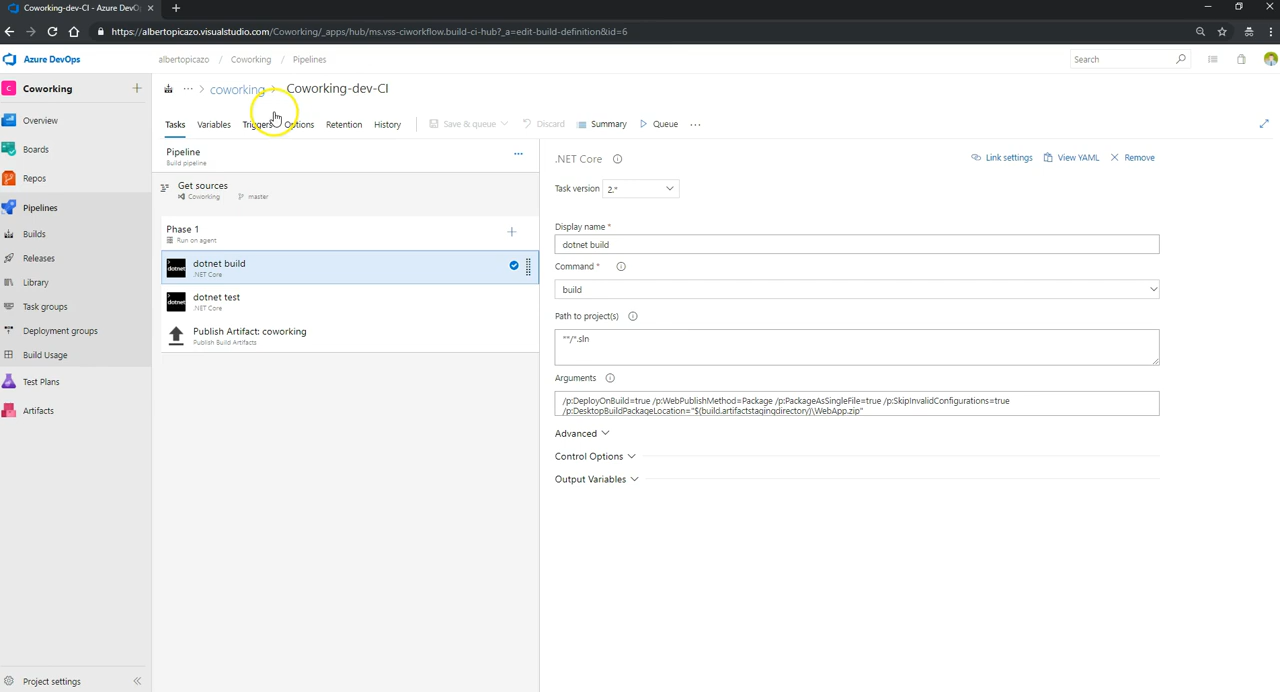 Coworking-dev-CI - Azure DevO
https://albertopicazo.visualstudio.com/Coworking/_apps/hub/ms.vss-ciworkflow.build-ci-hub?_a=edit-build-definition&id=6
Azure DevOps
albertopicazo / Coworking / Pipelines
Search
C Coworking +
... > coworking > Coworking-dev-CI
Tasks Variables Triggers Options Retention History Save & queue Discard Summary Queue ...
Overview
Boards
Repos
Pipelines
Builds
Releases
Library
Task groups
Deployment groups
Build Usage
Test Plans
Artifacts
Project settings
Pipeline
Build pipeline
Get sources
Coworking master
Phase 1
Run on agent
dotnet dotnet build
.NET Core
dotnet dotnet test
.NET Core
Publish Artifact: coworking
Publish Build Artifacts
.NET Core
Link settings View YAML Remove
Task version 2.*
Display name *
dotnet build
Command *
build
Path to project(s)
**/*.sln
Arguments
/p:DeployOnBuild=true /p:WebPublishMethod=Package /p:PackageAsSingleFile=true /p:SkipInvalidConfigurations=true
/p:DesktopBuildPackageLocation="$(build.artifactstagingdirectory)\WebApp.zip"
Advanced
Control Options
Output Variables